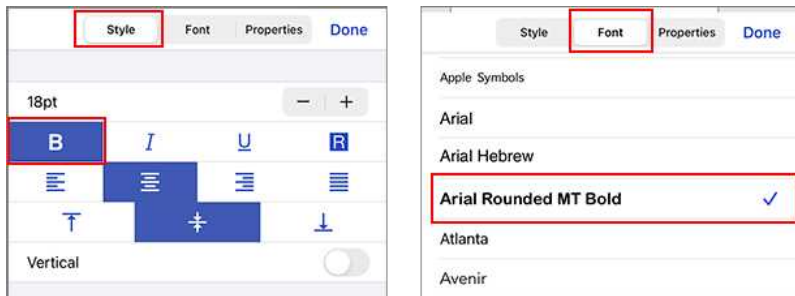 Style Font Properties Done
18pt − +
B I U R
Vertical
Style Font Properties Done
Apple Symbols
Arial
Arial Hebrew
Arial Rounded MT Bold
Atlanta
Avenir